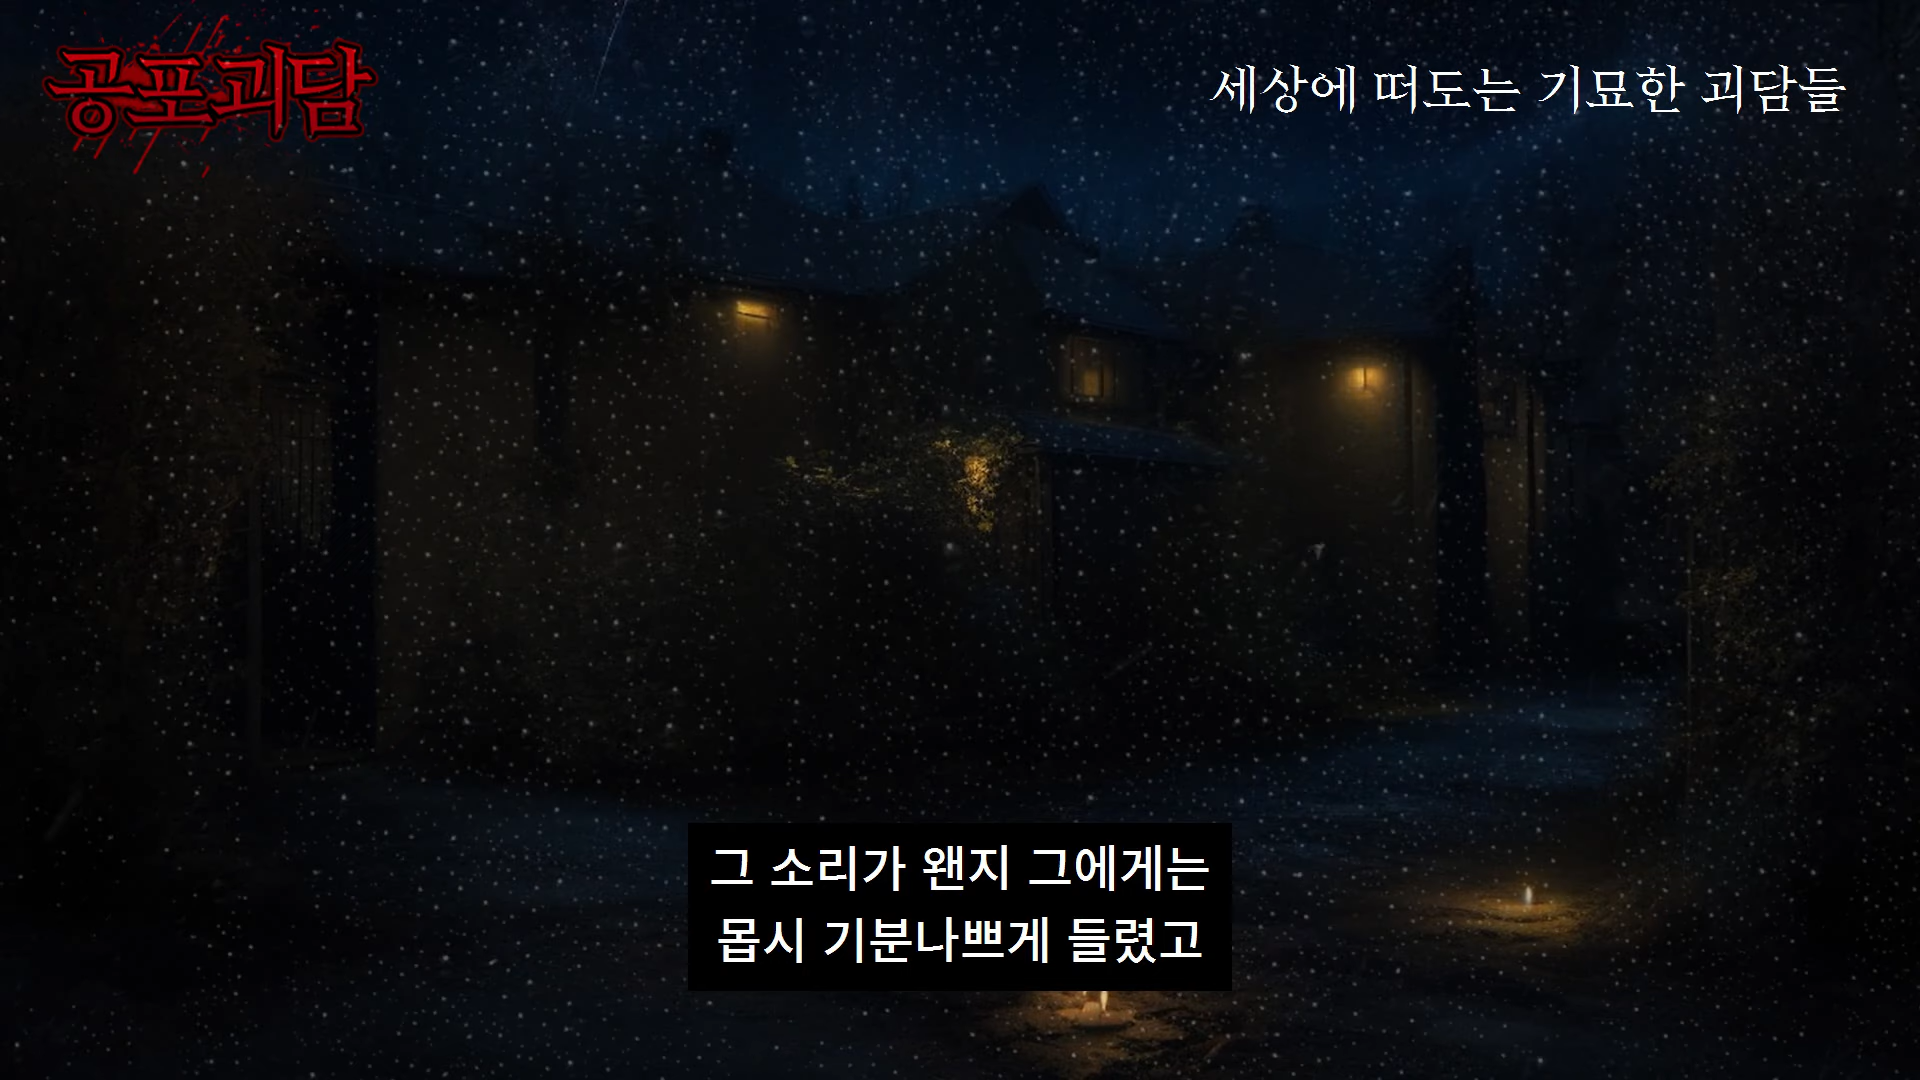 공포괴담
세상에 떠도는 기묘한 괴담들
그 소리가 왠지 그에게는
몹시 기분나쁘게 들렸고